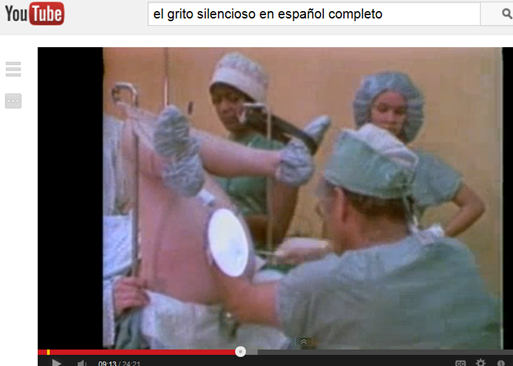 YouTube
el grito silencioso en español completo
09:13 / 24:21